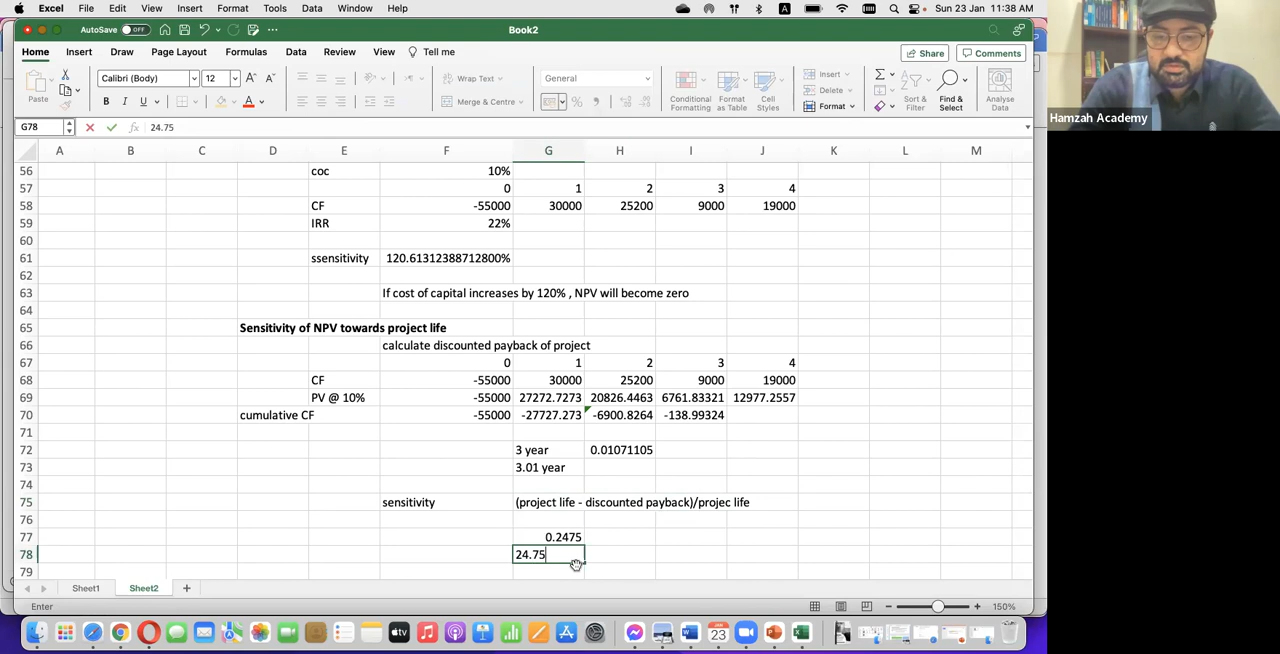 Excel File Edit View Insert Format Tools Data Window Help A Sun 23 Jan 11:38 AM
AutoSave OFF Book2
Home Insert Draw Page Layout Formulas Data Review View Tell me Share Comments
Paste Calibri (Body) 12 Wrap Text General Conditional Formatting Format as Table Cell Styles Insert Delete Format Sort & Filter Find & Select Analyse Data
B I U A Merge & Centre
G78 fx 24.75
A B C D E F G H I J K L M
56 coc 10%
57 0 1 2 3 4
58 CF -55000 30000 25200 9000 19000
59 IRR 22%
60
61 ssensitivity 120.61312388712800%
62
63 If cost of capital increases by 120% , NPV will become zero
64
65 Sensitivity of NPV towards project life
66 calculate discounted payback of project
67 0 1 2 3 4
68 CF -55000 30000 25200 9000 19000
69 PV @ 10% -55000 27272.7273 20826.4463 6761.83321 12977.2557
70 cumulative CF -55000 -27727.273 -6900.8264 -138.99324
71
72 3 year 0.01071105
73 3.01 year
74
75 sensitivity (project life - discounted payback)/projec life
76
77 0.2475
78 24.75
79
Sheet1 Sheet2 +
Enter 150%
23
Hamzah Academy